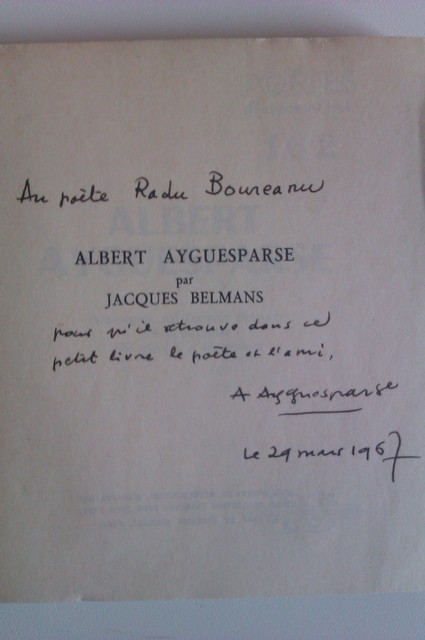 Au poète Radu Boureanu
ALBERT AYGUESPARSE
par
JACQUES BELMANS
pour qu'il retrouve dans ce
petit livre le poète et l'ami,
A Ayguesparse
le 29 mars 1967